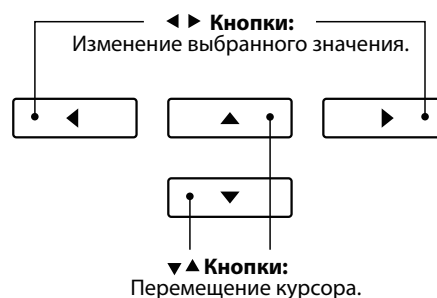 ◀ ▶ Кнопки:
Изменение выбранного значения.
◀ ▲ ▶
▼
▼▲ Кнопки:
Перемещение курсора.